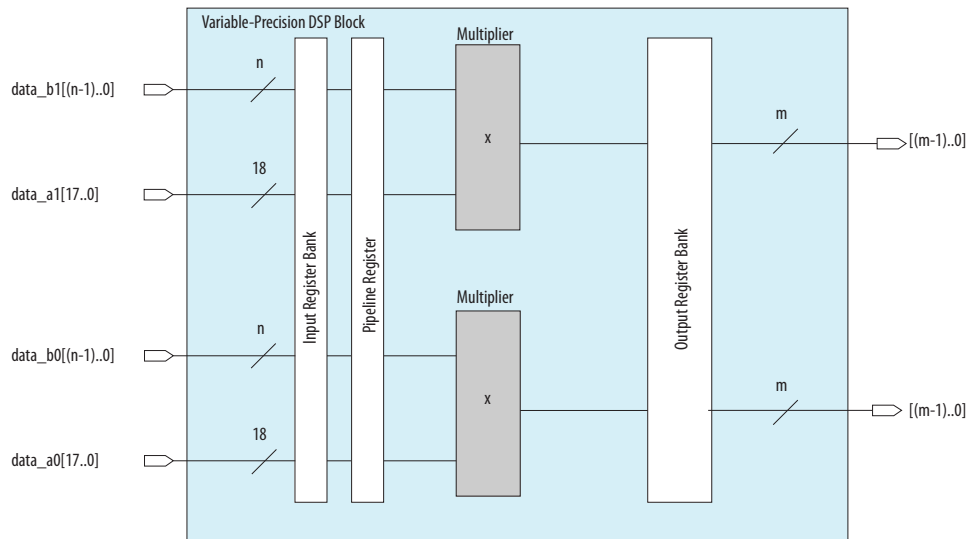 Variable-Precision DSP Block
Multiplier
n
m
data_b1[(n-1)..0]
x
[(m-1)..0]
18
data_a1[17..0]
Input Register Bank
Pipeline Register
Output Register Bank
Multiplier
n
data_b0[(n-1)..0]
x
m
[(m-1)..0]
18
data_a0[17..0]